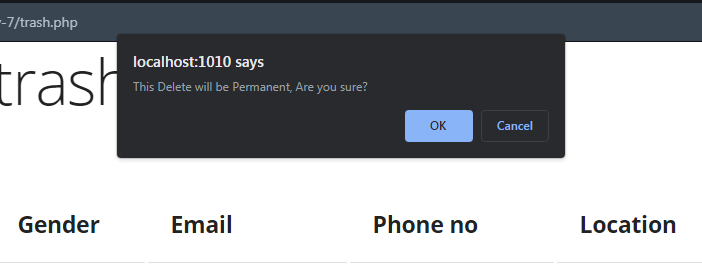 -7/trash.php
localhost:1010 says
This Delete will be Permanent, Are you sure?
OK Cancel
trash
Gender Email Phone no Location